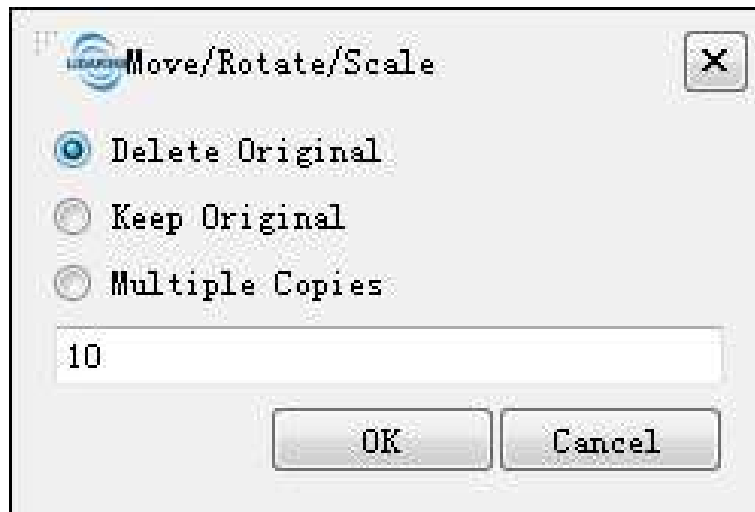 Move/Rotate/Scale
Delete Original
Keep Original
Multiple Copies
10
OK
Cancel